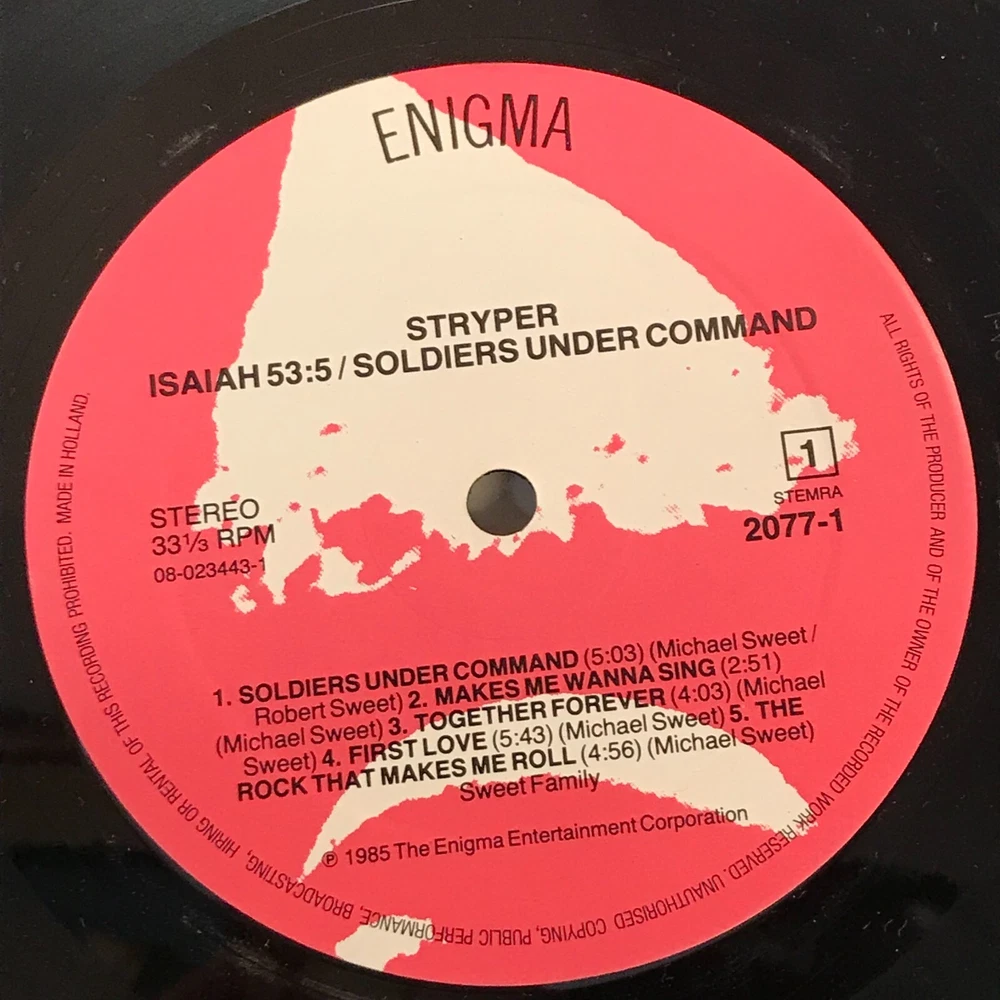 ENIGMA
STRYPER
ISAIAH 53:5 / SOLDIERS UNDER COMMAND
STEREO
33⅓ RPM
08-023443-1
1
STEMRA
2077-1
1. SOLDIERS UNDER COMMAND (5:03) (Michael Sweet /
Robert Sweet) 2. MAKES ME WANNA SING (2:51)
(Michael Sweet) 3. TOGETHER FOREVER (4:03) (Michael
Sweet) 4. FIRST LOVE (5:43) (Michael Sweet) 5. THE
ROCK THAT MAKES ME ROLL (4:56) (Michael Sweet)
Sweet Family
℗ 1985 The Enigma Entertainment Corporation
ALL RIGHTS OF THE PRODUCER AND OF THE OWNER OF THE RECORDED WORK RESERVED. UNAUTHORISED COPYING, PUBLIC PERFORMANCE, BROADCASTING, HIRING OR RENTAL OF THIS RECORDING PROHIBITED. MADE IN HOLLAND.